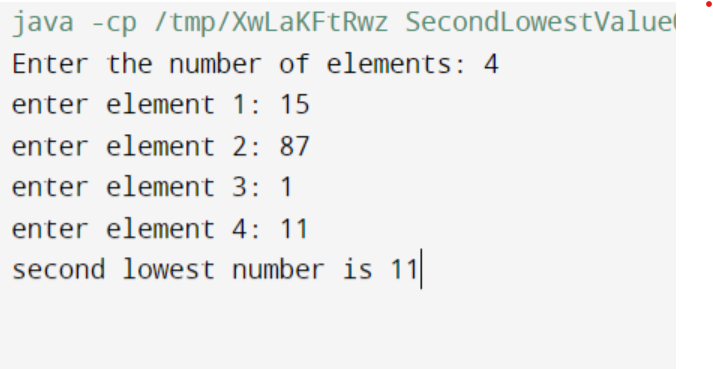 java -cp /tmp/XwLaKFtRwz SecondLowestValue
Enter the number of elements: 4
enter element 1: 15
enter element 2: 87
enter element 3: 1
enter element 4: 11
second lowest number is 11